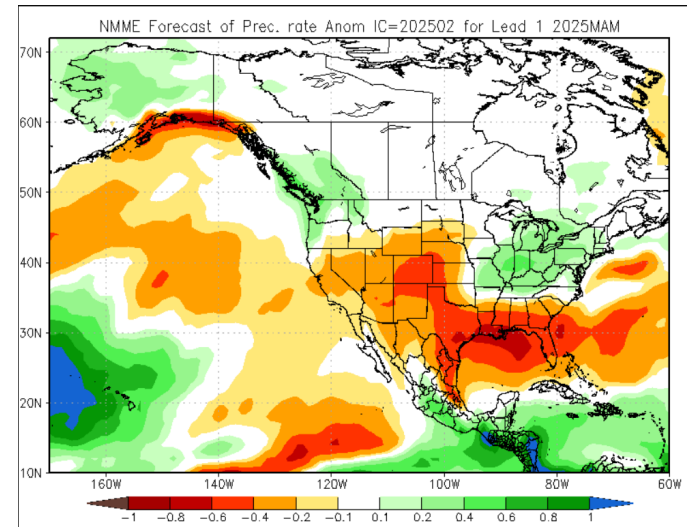 NMME Forecast of Prec. rate Anom IC=202502 for Lead 1 2025MAM
70N
60N
50N
40N
30N
20N
10N
160W 140W 120W 100W 80W 60W
-1 -0.8 -0.6 -0.4 -0.2 -0.1 0.1 0.2 0.4 0.6 0.8 1